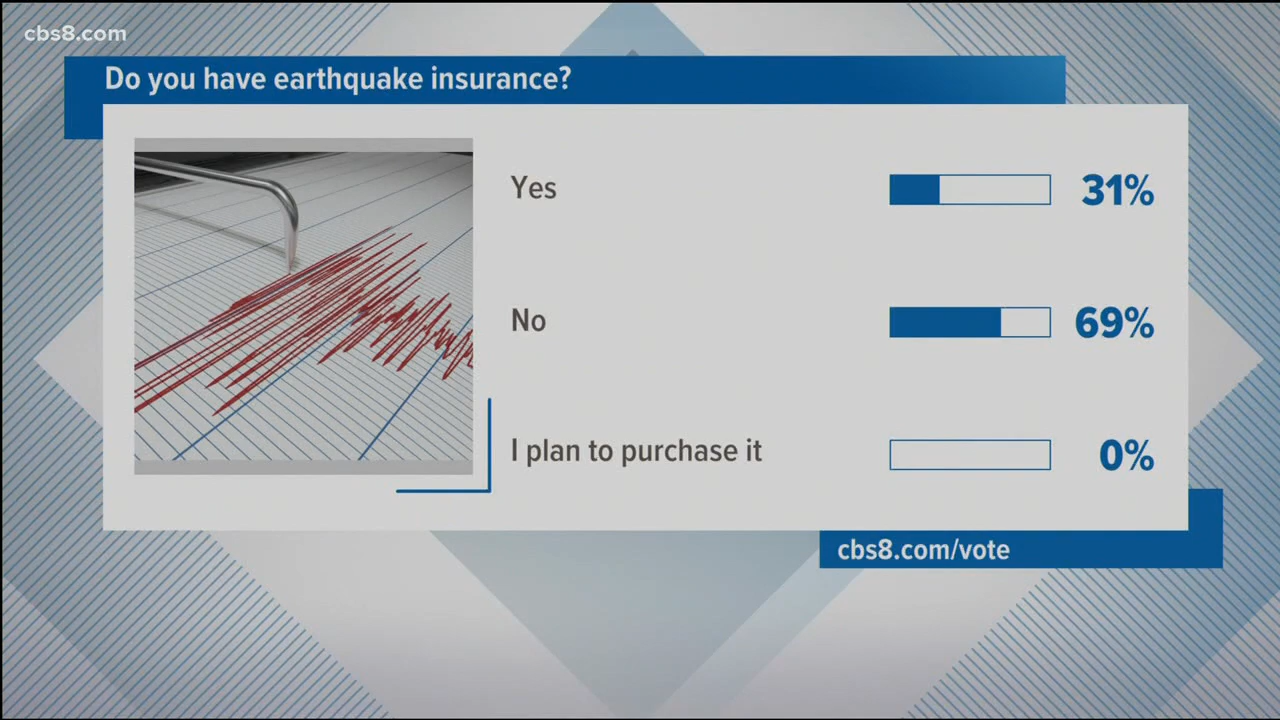 cbs8.com
Do you have earthquake insurance?
Yes 31%
No 69%
I plan to purchase it 0%
cbs8.com/vote